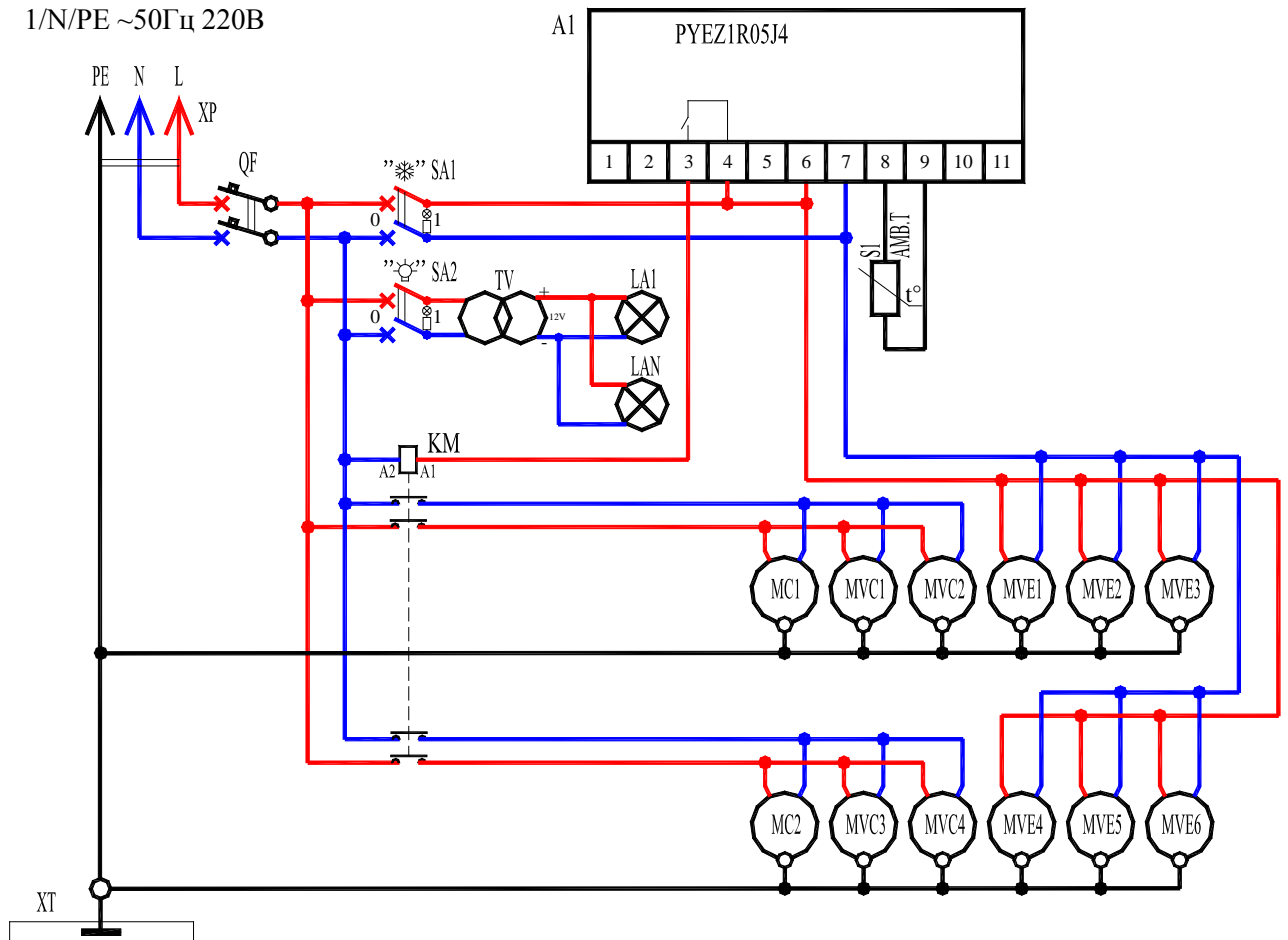 1/N/PE ~50Гц 220В
A1
PYEZ1R05J4
PE N L
XP
1 2 3 4 5 6 7 8 9 10 11
QF
"❄" SA1
0 1
S1
AMB.T
t°
"" SA2
0 1
TV
+
12V
-
LA1
LAN
KM
A2 A1
MC1 MVC1 MVC2 MVE1 MVE2 MVE3
MC2 MVC3 MVC4 MVE4 MVE5 MVE6
XT